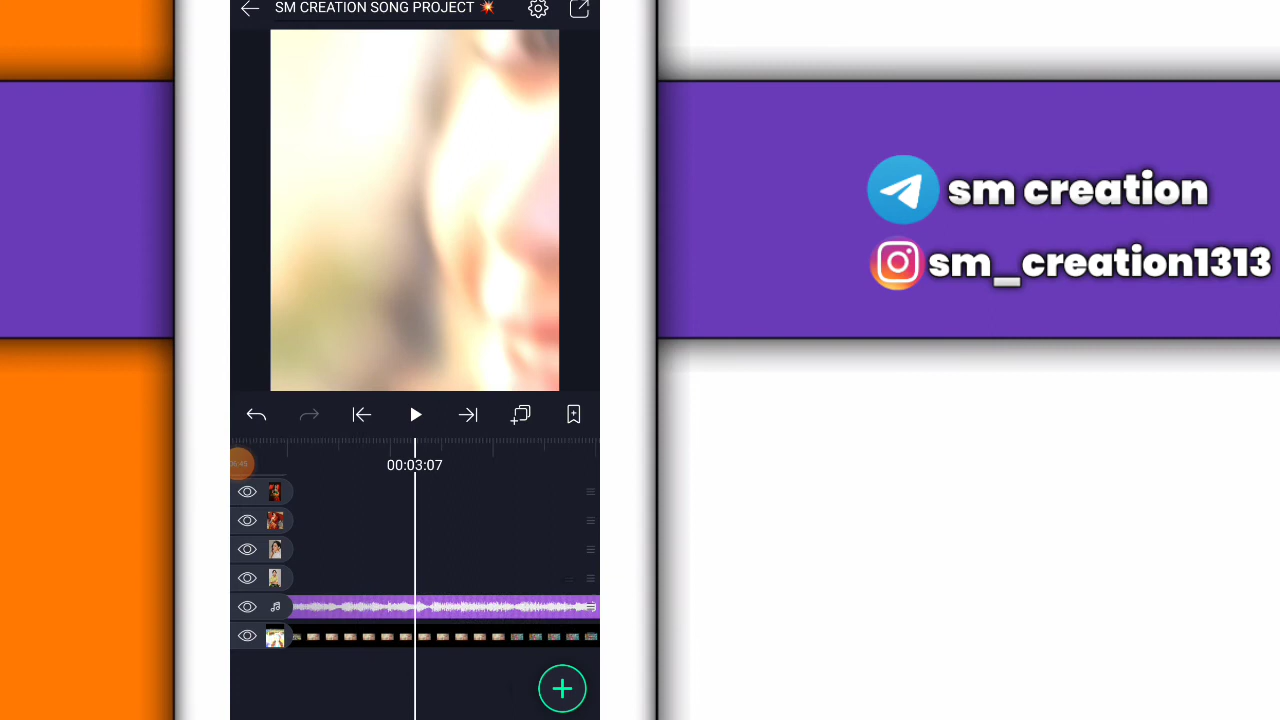 SM CREATION SONG PROJECT 💥
sm creation
sm_creation1313
00:03:07